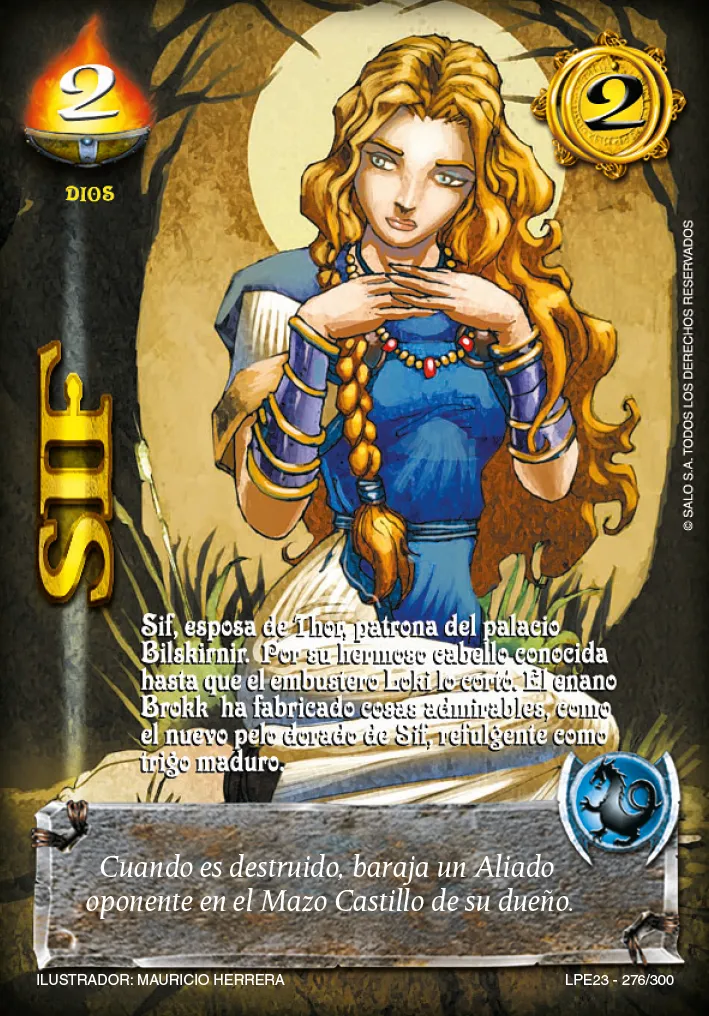 2
2
DIOS
SIF
© SALO S.A. TODOS LOS DERECHOS RESERVADOS
Sif, esposa de Thor, patrona del palacio
Bilskirnir. Por su hermoso cabello conocida
hasta que el embustero Loki lo cortó. El enano
Brokk ha fabricado cosas admirables, como
el nuevo pelo dorado de Sif, refulgente como
trigo maduro.
Cuando es destruido, baraja un Aliado
oponente en el Mazo Castillo de su dueño.
ILUSTRADOR: MAURICIO HERRERA
LPE23 - 276/300